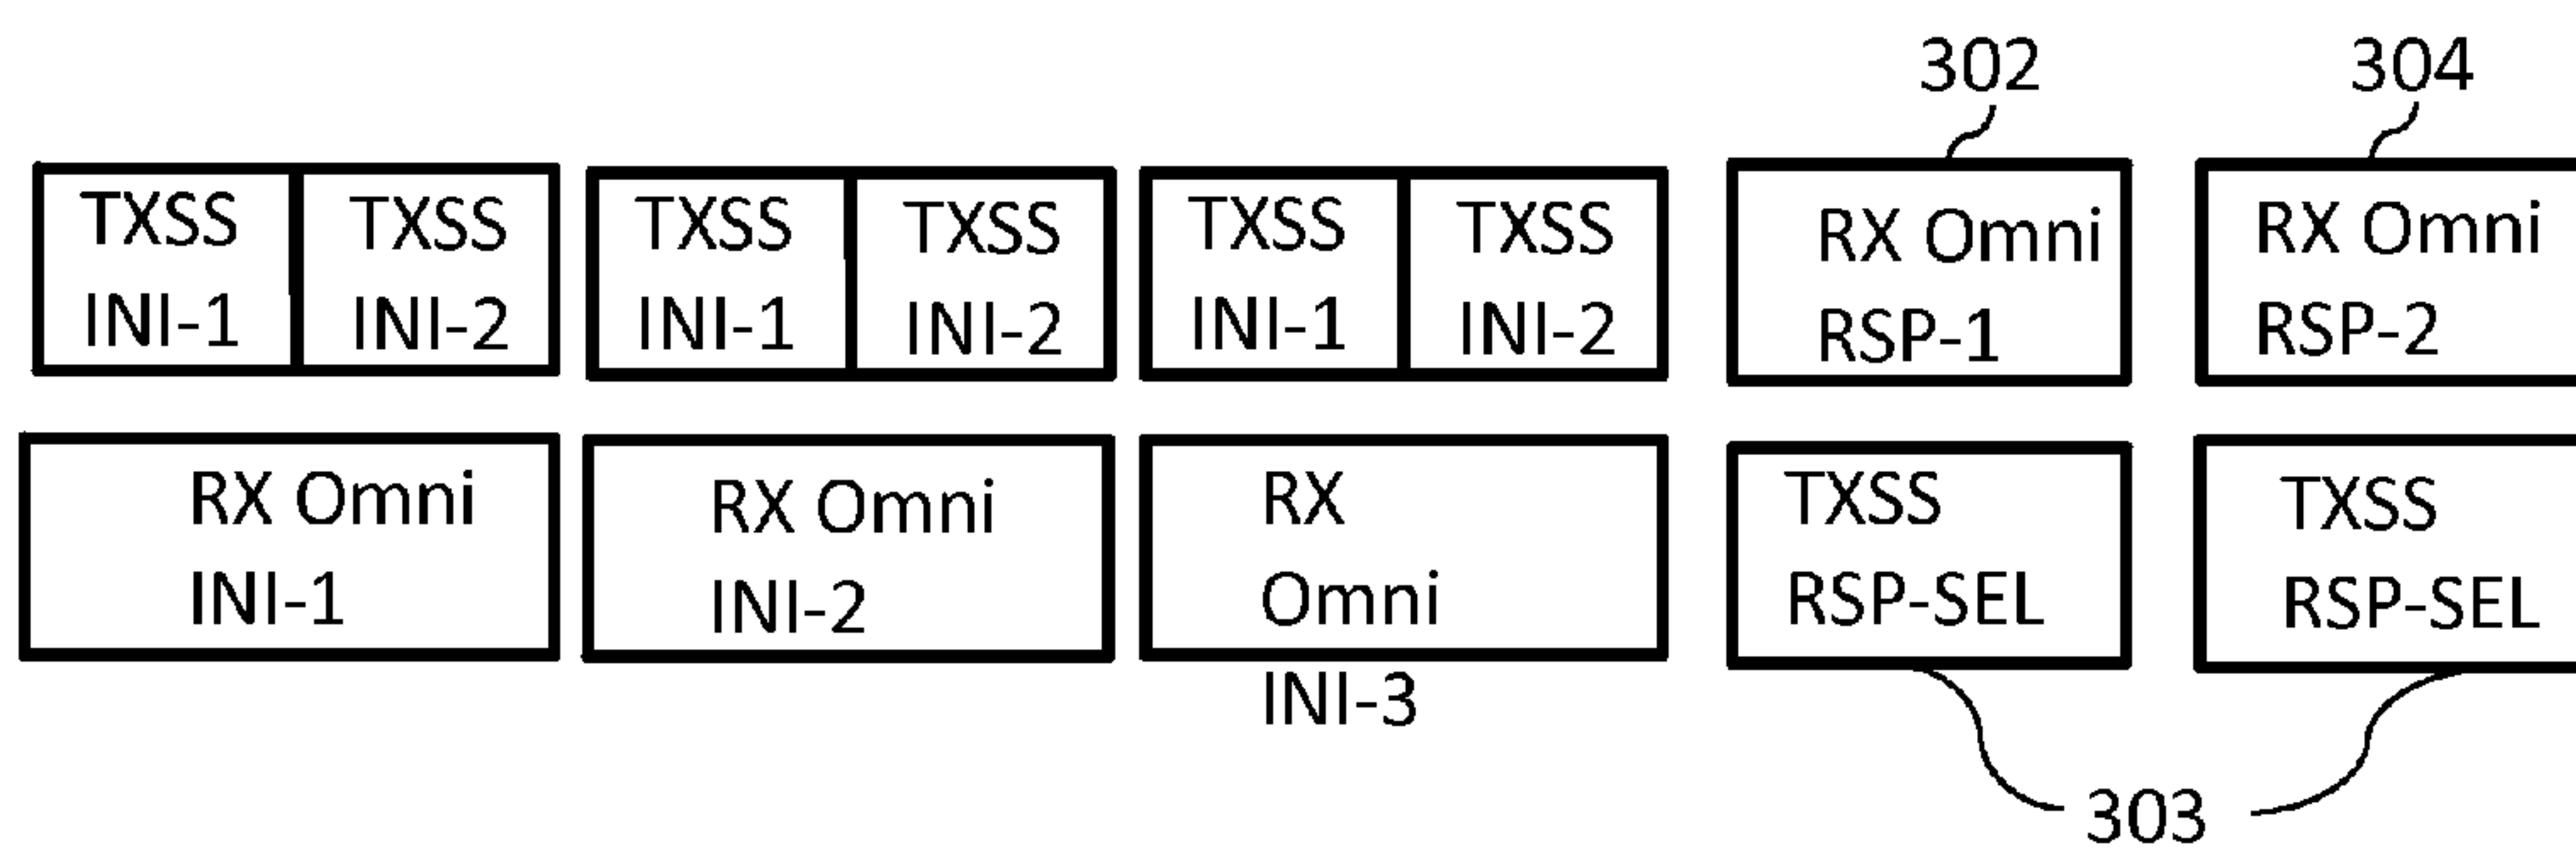 302
304
TXSS
INI-1
TXSS
INI-2
TXSS
INI-1
TXSS
INI-2
TXSS
INI-1
TXSS
INI-2
RX Omni
RSP-1
RX Omni
RSP-2
RX Omni
INI-1
RX Omni
INI-2
RX
Omni
INI-3
TXSS
RSP-SEL
TXSS
RSP-SEL
303